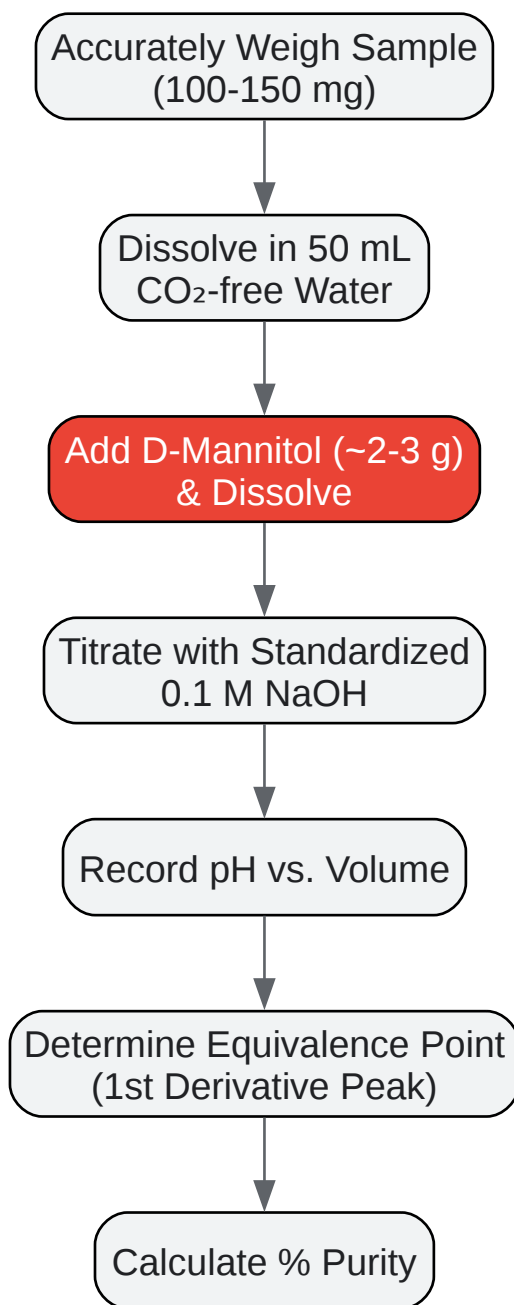 Accurately Weigh Sample
(100-150 mg)
Dissolve in 50 mL
CO₂-free Water
Add D-Mannitol (~2-3 g)
& Dissolve
Titrate with Standardized
0.1 M NaOH
Record pH vs. Volume
Determine Equivalence Point
(1st Derivative Peak)
Calculate % Purity